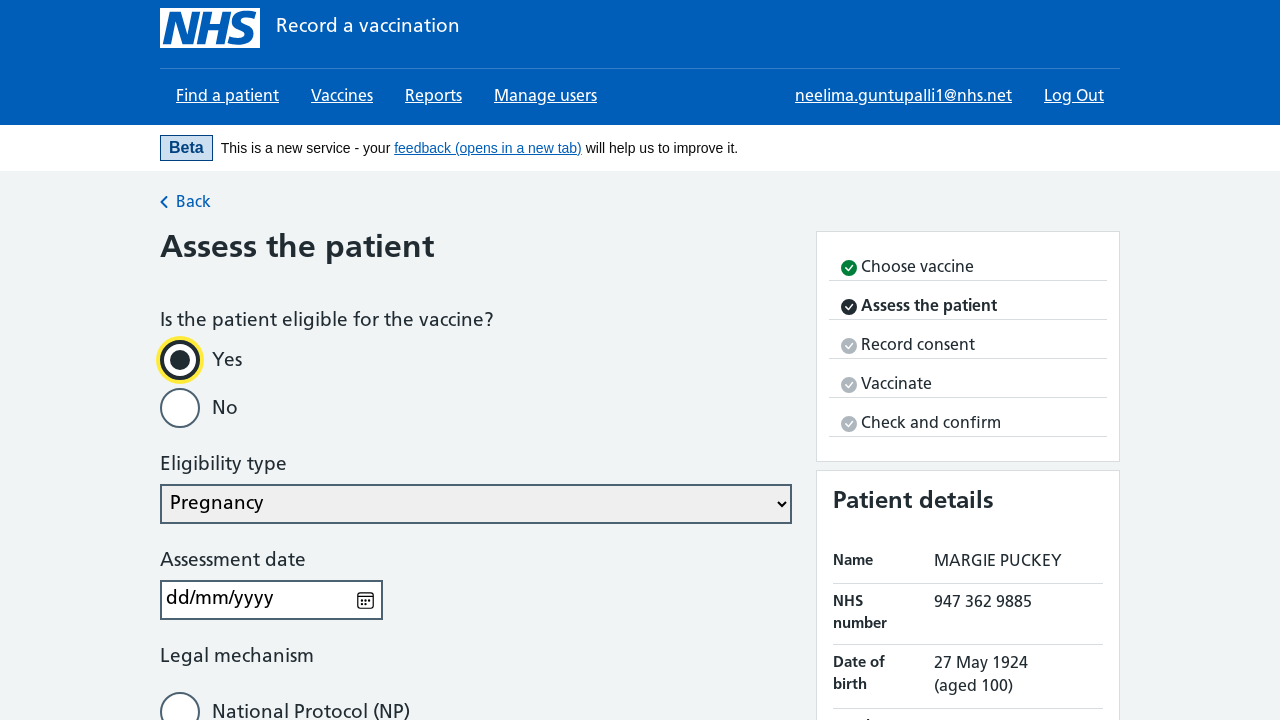 NHS Record a vaccination
Find a patient Vaccines Reports Manage users neelima.guntupalli1@nhs.net Log Out
Beta This is a new service - your feedback (opens in a new tab) will help us to improve it.
Back
Assess the patient
Is the patient eligible for the vaccine?
Yes
No
Eligibility type
Pregnancy
Assessment date
dd/mm/yyyy
Legal mechanism
National Protocol (NP)
Choose vaccine
Assess the patient
Record consent
Vaccinate
Check and confirm
Patient details
Name MARGIE PUCKEY
NHS number 947 362 9885
Date of birth 27 May 1924 (aged 100)